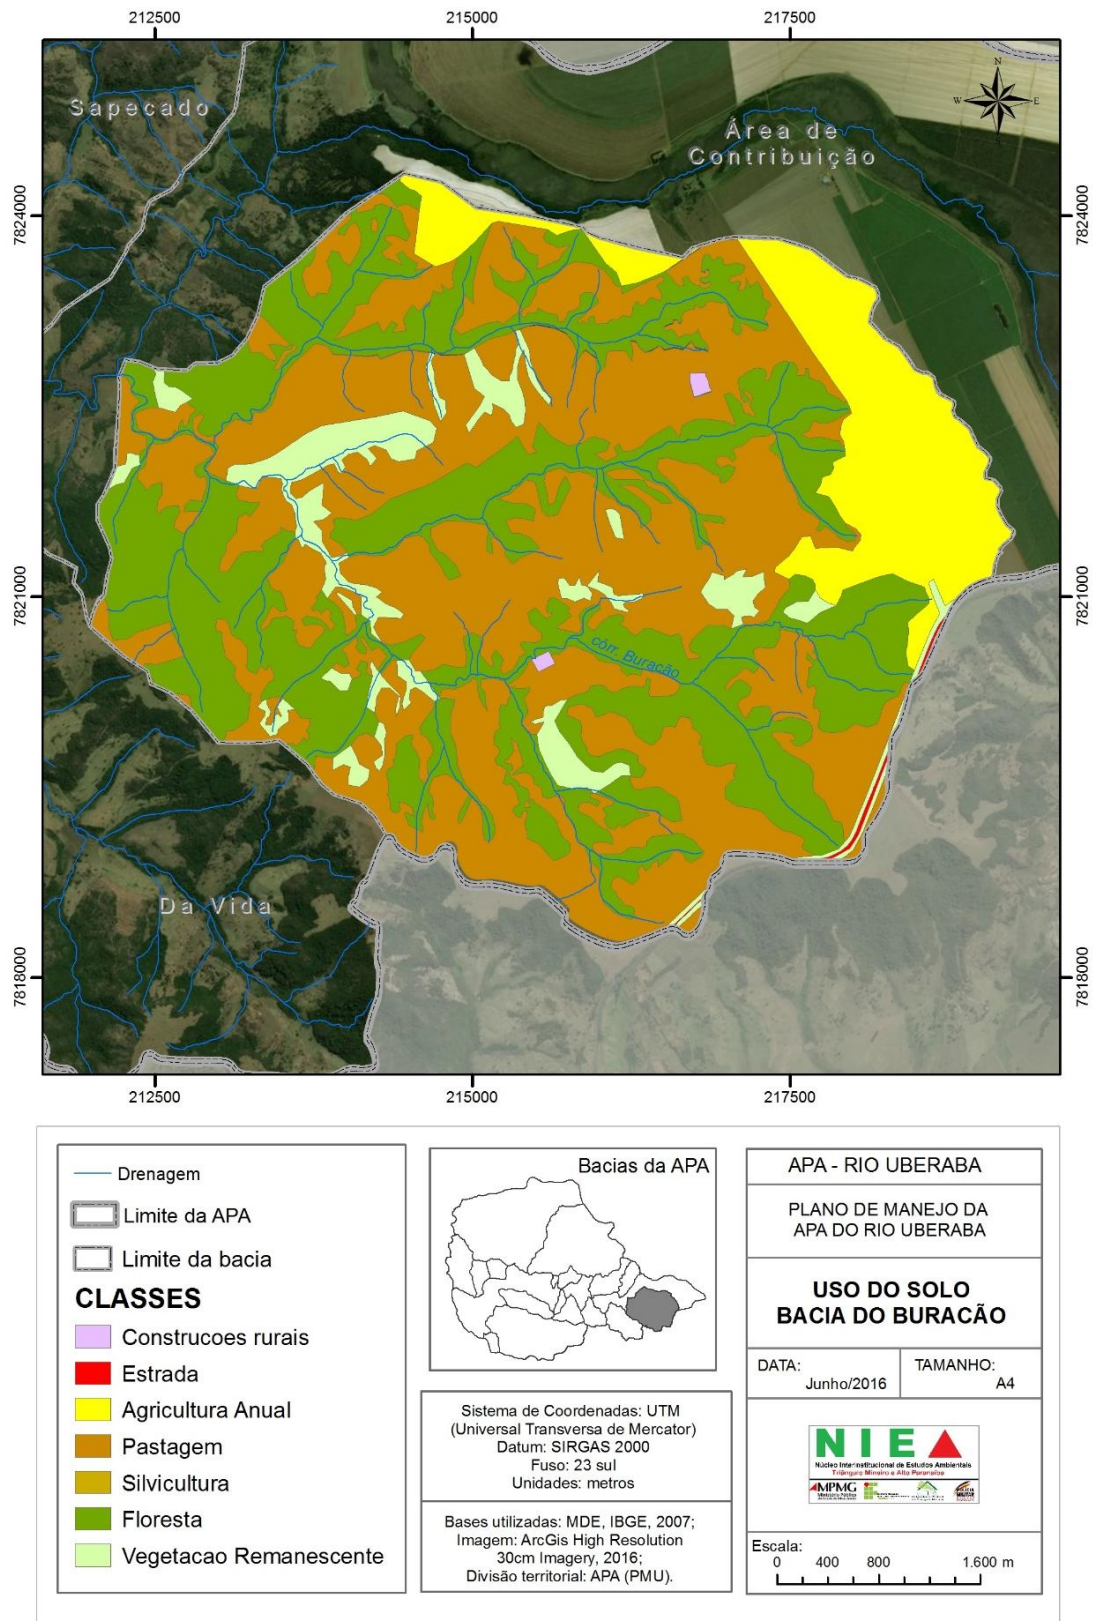 212500
215000
217500
Sapecado
Área de
Contribuição
N
W
E
S
7824000
7824000
7821000
7821000
córr. Buracão
Da Vida
7818000
7818000
212500
215000
217500
Drenagem
Limite da APA
Limite da bacia
CLASSES
Construcoes rurais
Estrada
Agricultura Anual
Pastagem
Silvicultura
Floresta
Vegetacao Remanescente
Bacias da APA
Sistema de Coordenadas: UTM
(Universal Transversa de Mercator)
Datum: SIRGAS 2000
Fuso: 23 sul
Unidades: metros
Bases utilizadas: MDE, IBGE, 2007;
Imagem: ArcGis High Resolution
30cm Imagery, 2016;
Divisão territorial: APA (PMU).
APA - RIO UBERABA
PLANO DE MANEJO DA
APA DO RIO UBERABA
USO DO SOLO
BACIA DO BURACÃO
DATA:
Junho/2016
TAMANHO:
A4
NIEA
Núcleo Interinstitucional de Estudos Ambientais
Triângulo Mineiro e Alto Paranaíba
MPMG
Ministério Público
Escala:
0 400 800 1.600 m